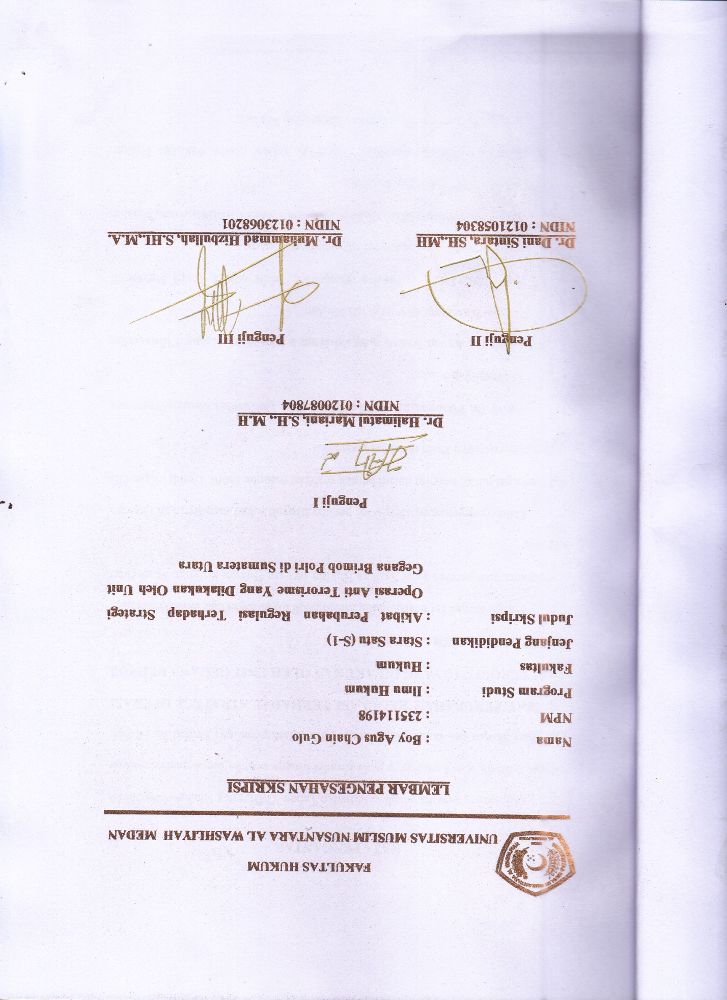 FAKULTAS HUKUM
UNIVERSITAS MUSLIM NUSANTARA AL WASHLIYAH MEDAN
LEMBAR PENGESAHAN SKRIPSI
Nama : Boy Agus Chain Gulo
NPM : 235114198
Program Studi : Ilmu Hukum
Fakultas : Hukum
Jenjang Pendidikan : Stara Satu (S-1)
Judul Skripsi : Akibat Perubahan Regulasi Terhadap Strategi
Operasi Anti Terorisme Yang Dilakukan Oleh Unit
Gegana Brimob Polri di Sumatera Utara
Penguji I
Dr. Halimatul Mariani, S.H., M.H
NIDN : 0120087804
Penguji II
Dr. Dani Sintara, SH.,MH
NIDN : 0121058304
Penguji III
Dr. Muhammad Hizbullah, S.HI.,M.A.
NIDN : 0123068201